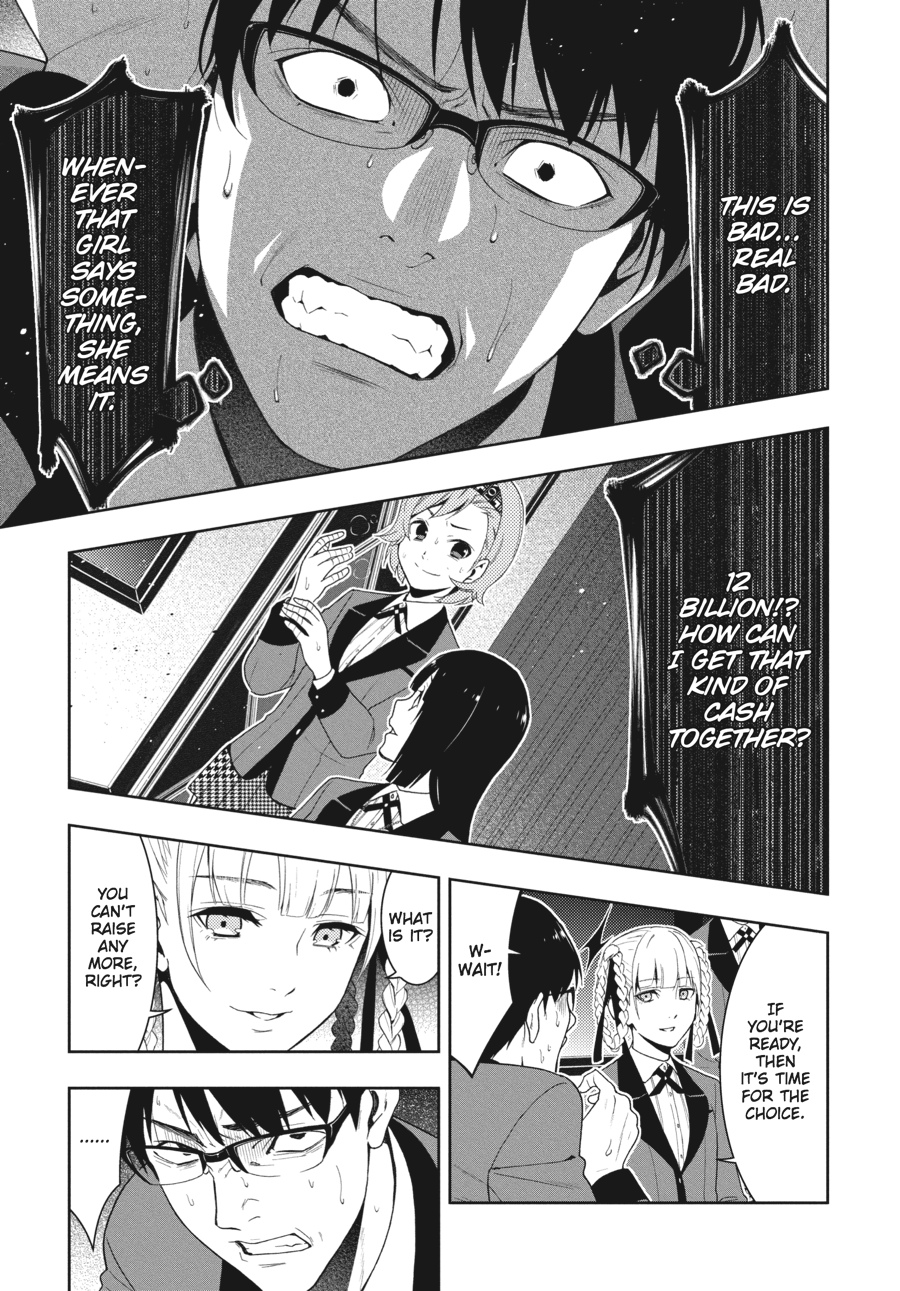 THIS IS
BAD...
REAL
BAD.
WHEN-
EVER
THAT
GIRL
SAYS
SOME-
THING,
SHE
MEANS
IT.
12
BILLION!?
HOW CAN
I GET THAT
KIND OF
CASH
TOGETHER?
IF
YOU'RE
READY,
THEN
IT'S TIME
FOR THE
CHOICE.
W-
WAIT!
WHAT
IS IT?
YOU
CAN'T
RAISE
ANY
MORE,
RIGHT?
......